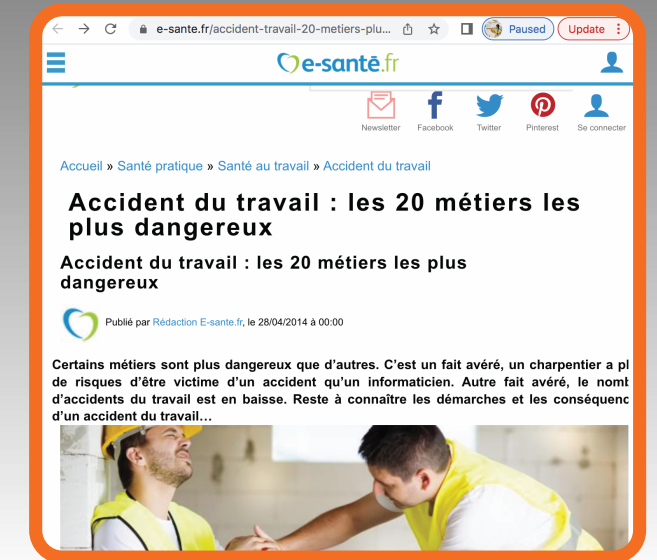 e-sante.fr/accident-travail-20-metiers-plu...
Paused
Update
e-santé.fr
Newsletter Facebook Twitter Pinterest Se connecter
Accueil » Santé pratique » Santé au travail » Accident du travail
Accident du travail : les 20 métiers les
plus dangereux
Accident du travail : les 20 métiers les plus
dangereux
Publié par Rédaction E-sante.fr, le 28/04/2014 à 00:00
Certains métiers sont plus dangereux que d'autres. C'est un fait avéré, un charpentier a pl
de risques d'être victime d'un accident qu'un informaticien. Autre fait avéré, le nomb
d'accidents du travail est en baisse. Reste à connaître les démarches et les conséquenc
d'un accident du travail…